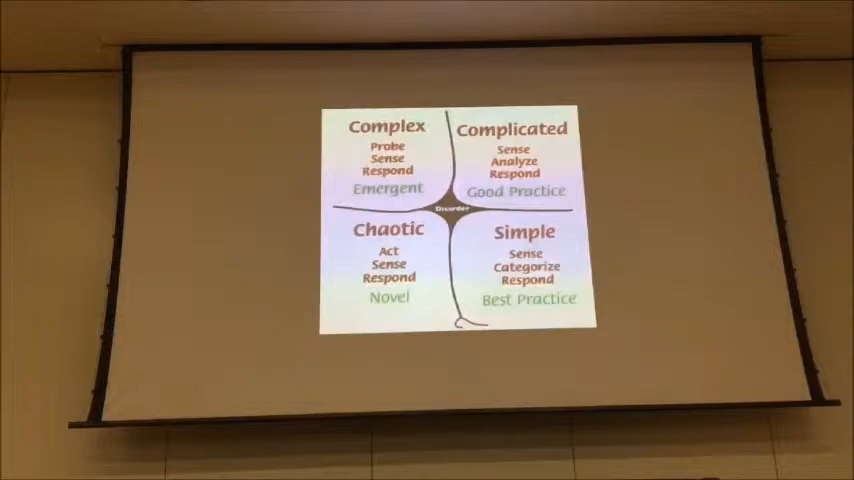 Complex
Probe
Sense
Respond
Emergent
Complicated
Sense
Analyze
Respond
Good Practice
Disorder
Chaotic
Act
Sense
Respond
Novel
Simple
Sense
Categorize
Respond
Best Practice